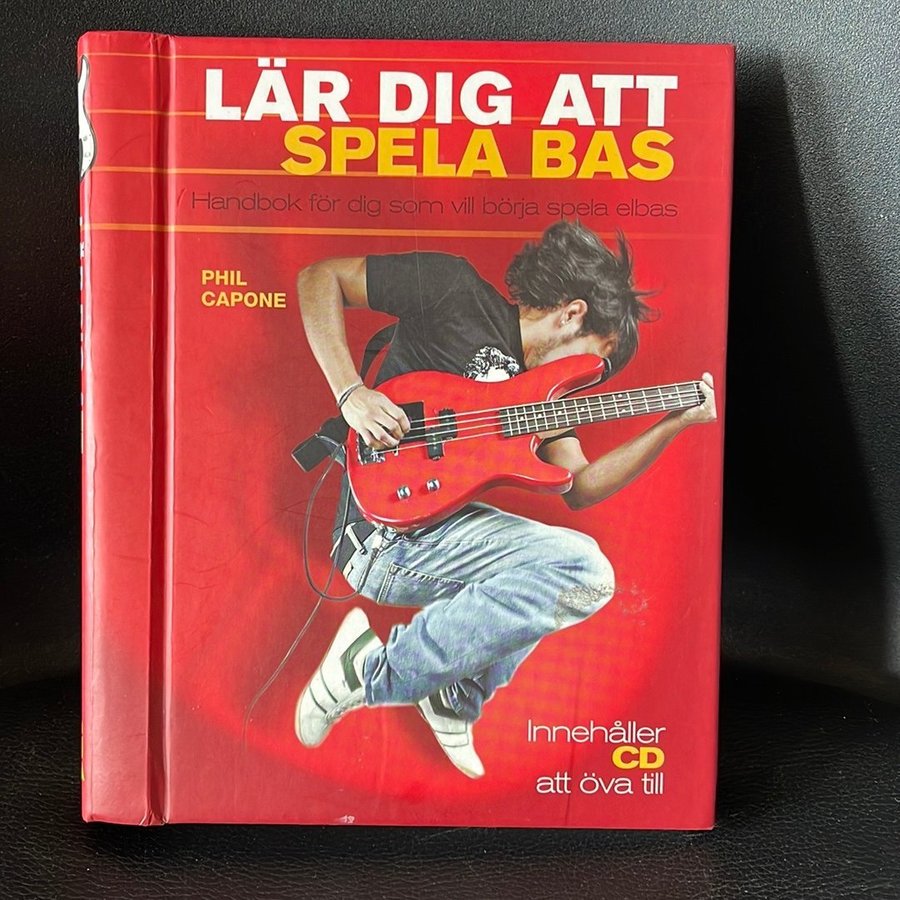 LÄR DIG ATT
SPELA BAS
Handbok för dig som vill börja spela elbas
PHIL
CAPONE
Innehåller
CD
att öva till